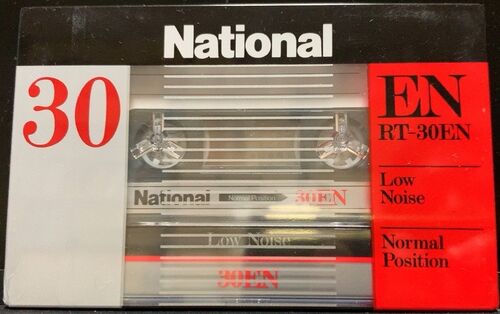 National
30
EN
RT-30EN
Low
Noise
Normal
Position
National Normal Position 30EN
Low Noise
30EN